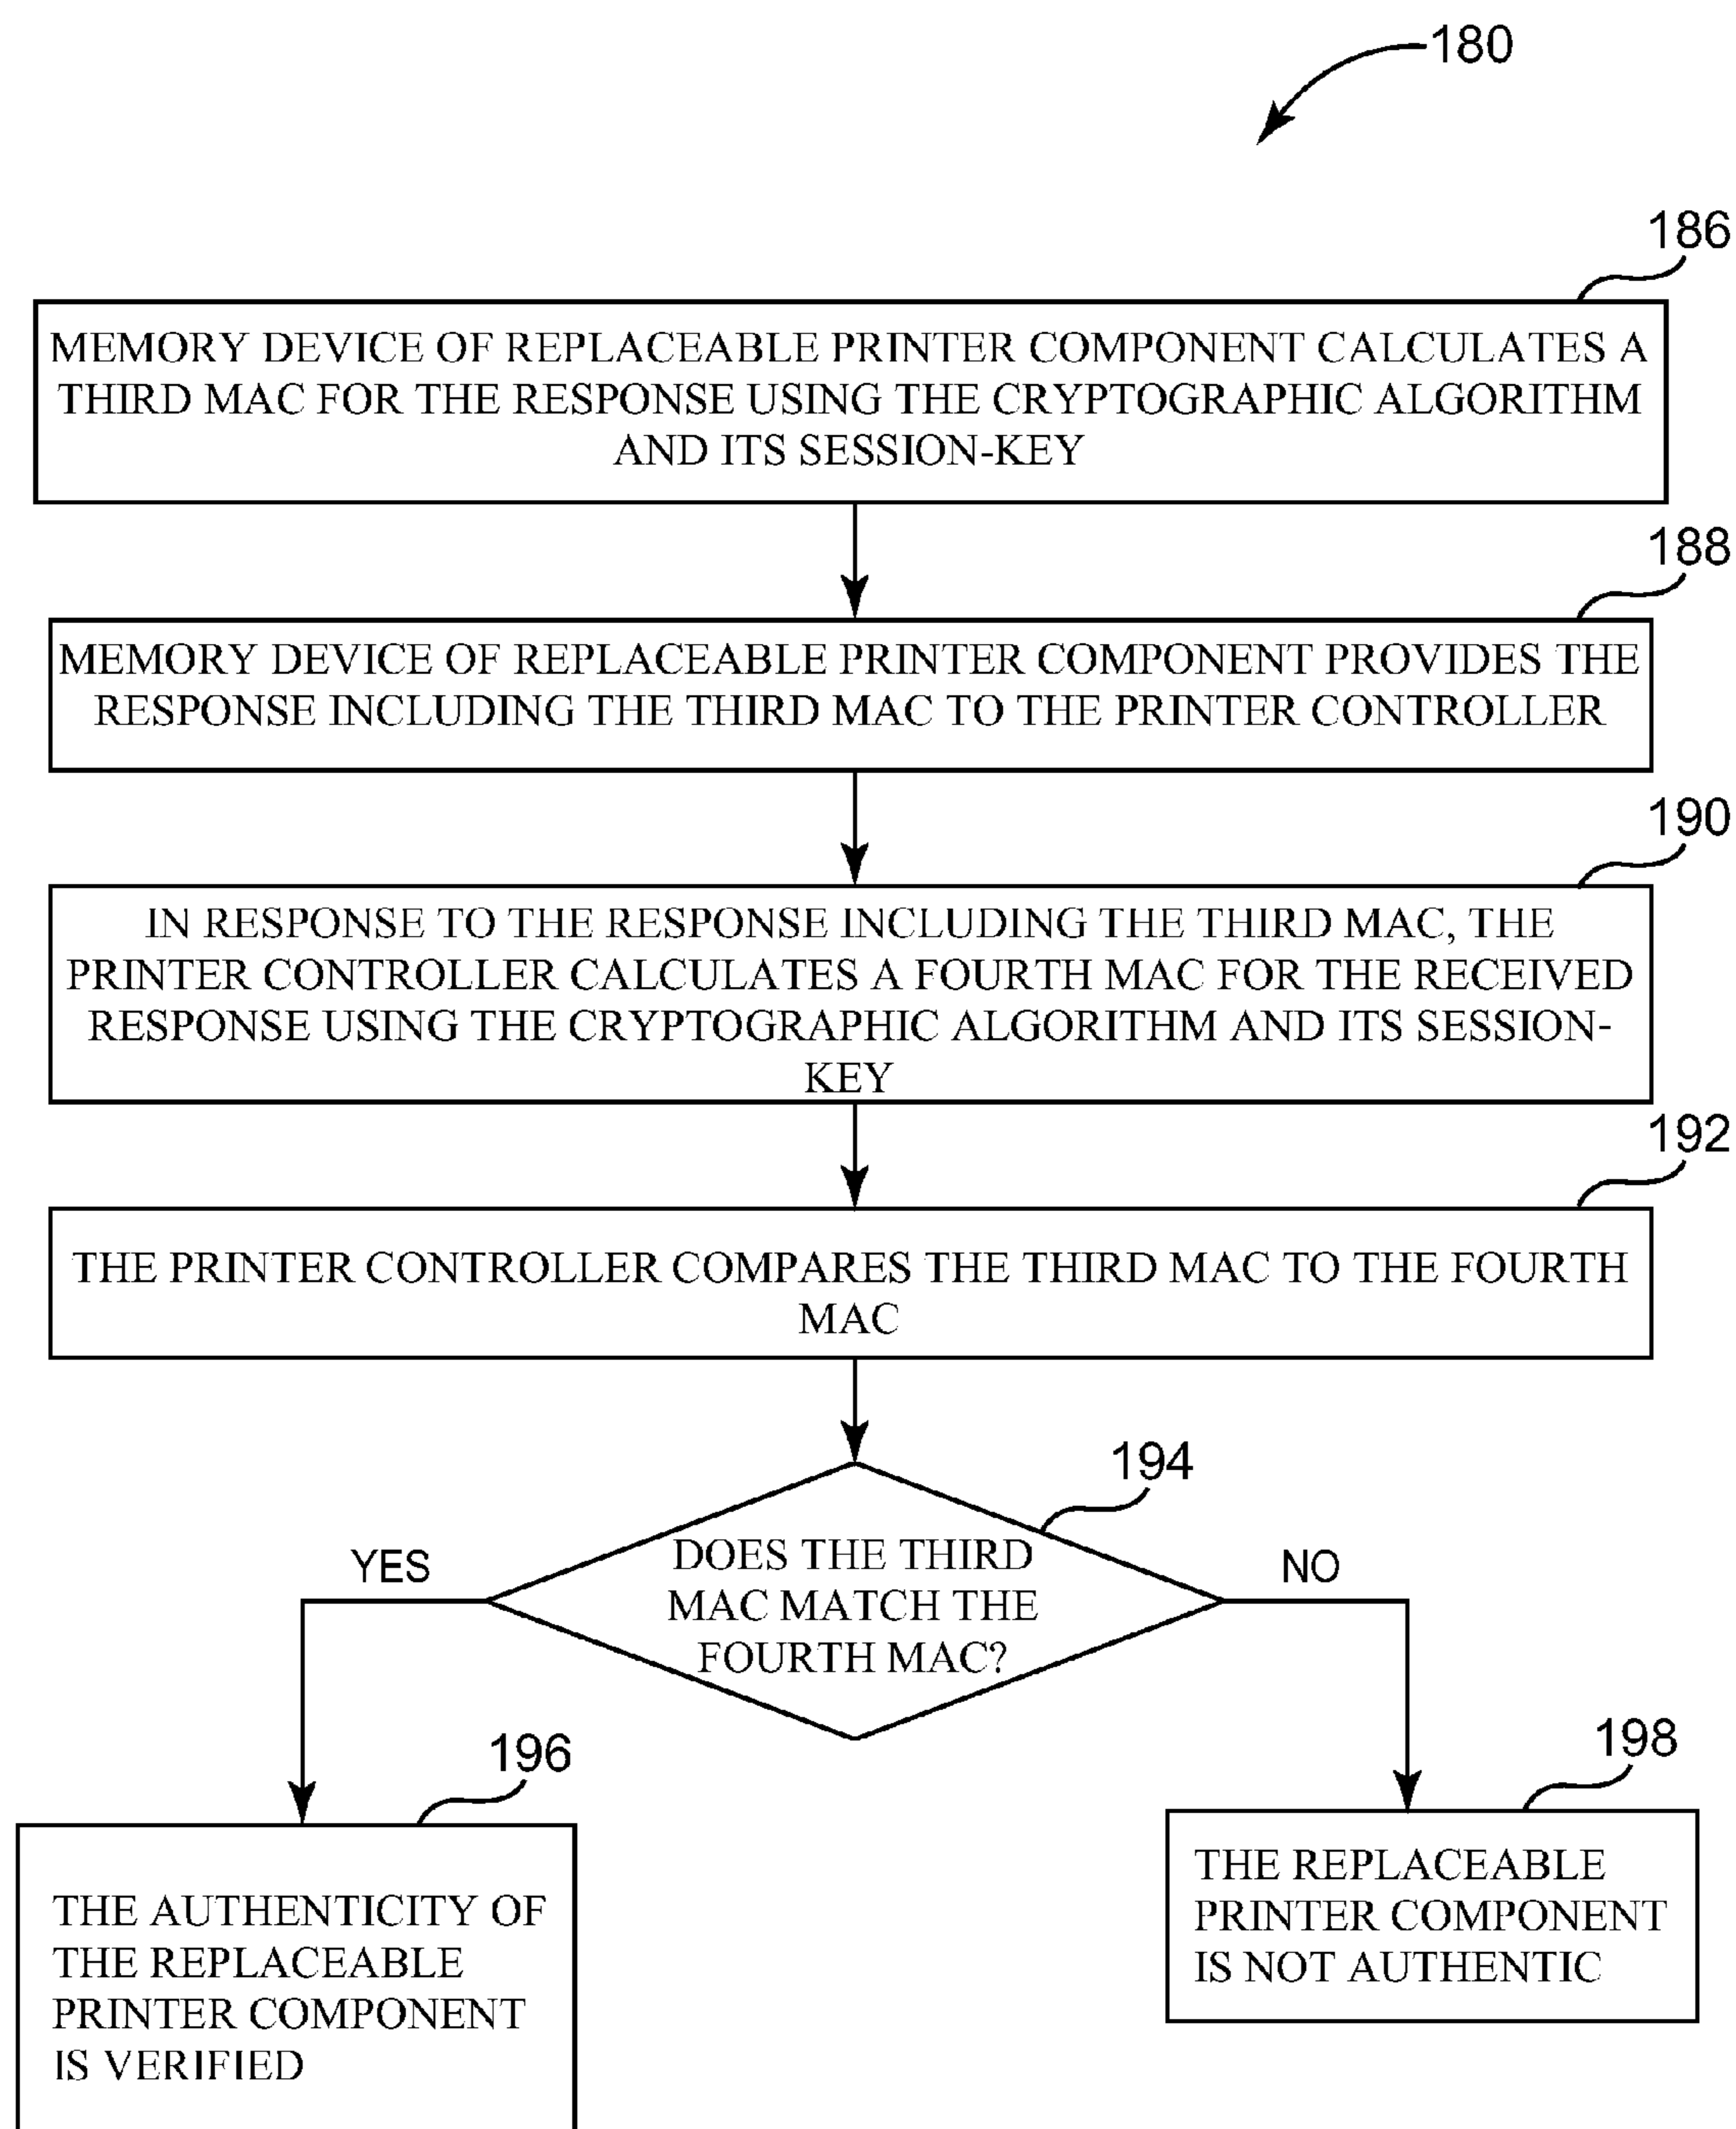 180
186
MEMORY DEVICE OF REPLACEABLE PRINTER COMPONENT CALCULATES A
THIRD MAC FOR THE RESPONSE USING THE CRYPTOGRAPHIC ALGORITHM
AND ITS SESSION-KEY
188
MEMORY DEVICE OF REPLACEABLE PRINTER COMPONENT PROVIDES THE
RESPONSE INCLUDING THE THIRD MAC TO THE PRINTER CONTROLLER
190
IN RESPONSE TO THE RESPONSE INCLUDING THE THIRD MAC, THE
PRINTER CONTROLLER CALCULATES A FOURTH MAC FOR THE RECEIVED
RESPONSE USING THE CRYPTOGRAPHIC ALGORITHM AND ITS SESSION-
KEY
192
THE PRINTER CONTROLLER COMPARES THE THIRD MAC TO THE FOURTH
MAC
194
DOES THE THIRD
MAC MATCH THE
FOURTH MAC?
YES
NO
196
THE AUTHENTICITY OF
THE REPLACEABLE
PRINTER COMPONENT
IS VERIFIED
198
THE REPLACEABLE
PRINTER COMPONENT
IS NOT AUTHENTIC